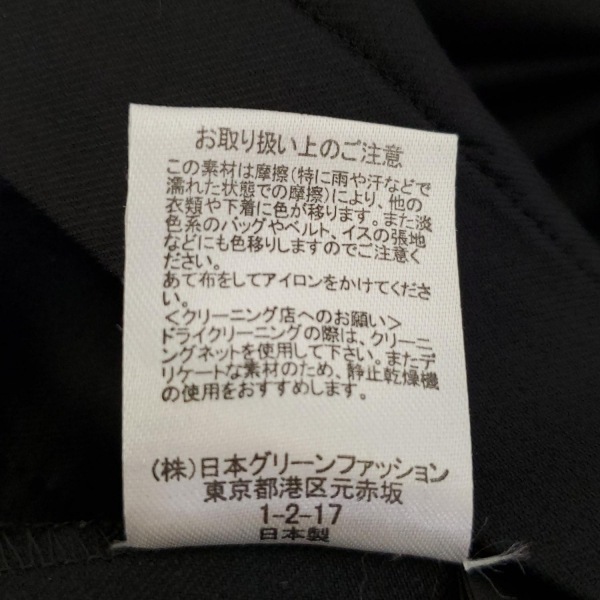 お取り扱い上のご注意
この素材は摩擦(特に雨や汗などで
濡れた状態での摩擦)により、他の
衣類や下着に色が移ります。また淡
色系のバッグやベルト、イスの張地
などにも色移りしますのでご注意く
ださい。
あて布をしてアイロンをかけてくださ
い。
<クリーニング店へのお願い>
ドライクリーニングの際は、クリーニ
ングネットを使用して下さい。またデ
リケートな素材のため、静止乾燥機
の使用をおすすめします。
(株)日本グリーンファッション
東京都港区元赤坂
1-2-17
日本製